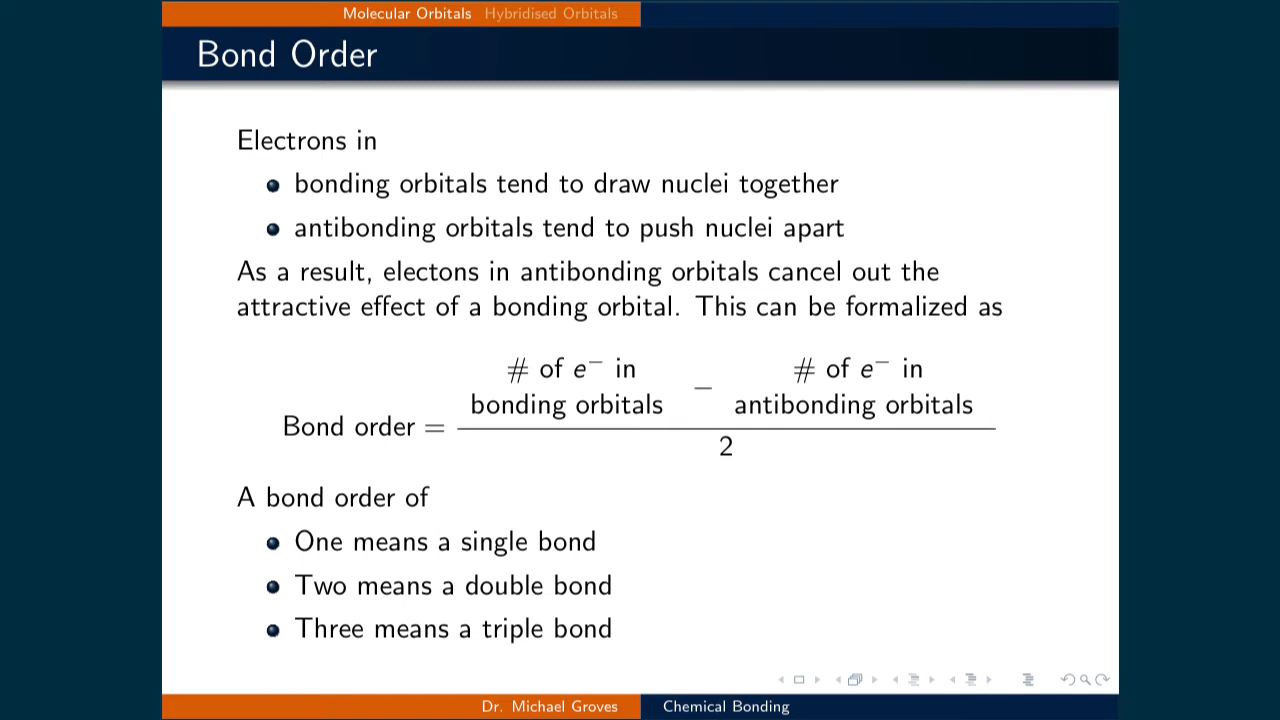 Molecular Orbitals Hybridised Orbitals
Bond Order
Electrons in
bonding orbitals tend to draw nuclei together
antibonding orbitals tend to push nuclei apart
As a result, electons in antibonding orbitals cancel out the
attractive effect of a bonding orbital. This can be formalized as
# of e⁻ in # of e⁻ in
bonding orbitals − antibonding orbitals
Bond order =
2
A bond order of
One means a single bond
Two means a double bond
Three means a triple bond
Dr. Michael Groves Chemical Bonding